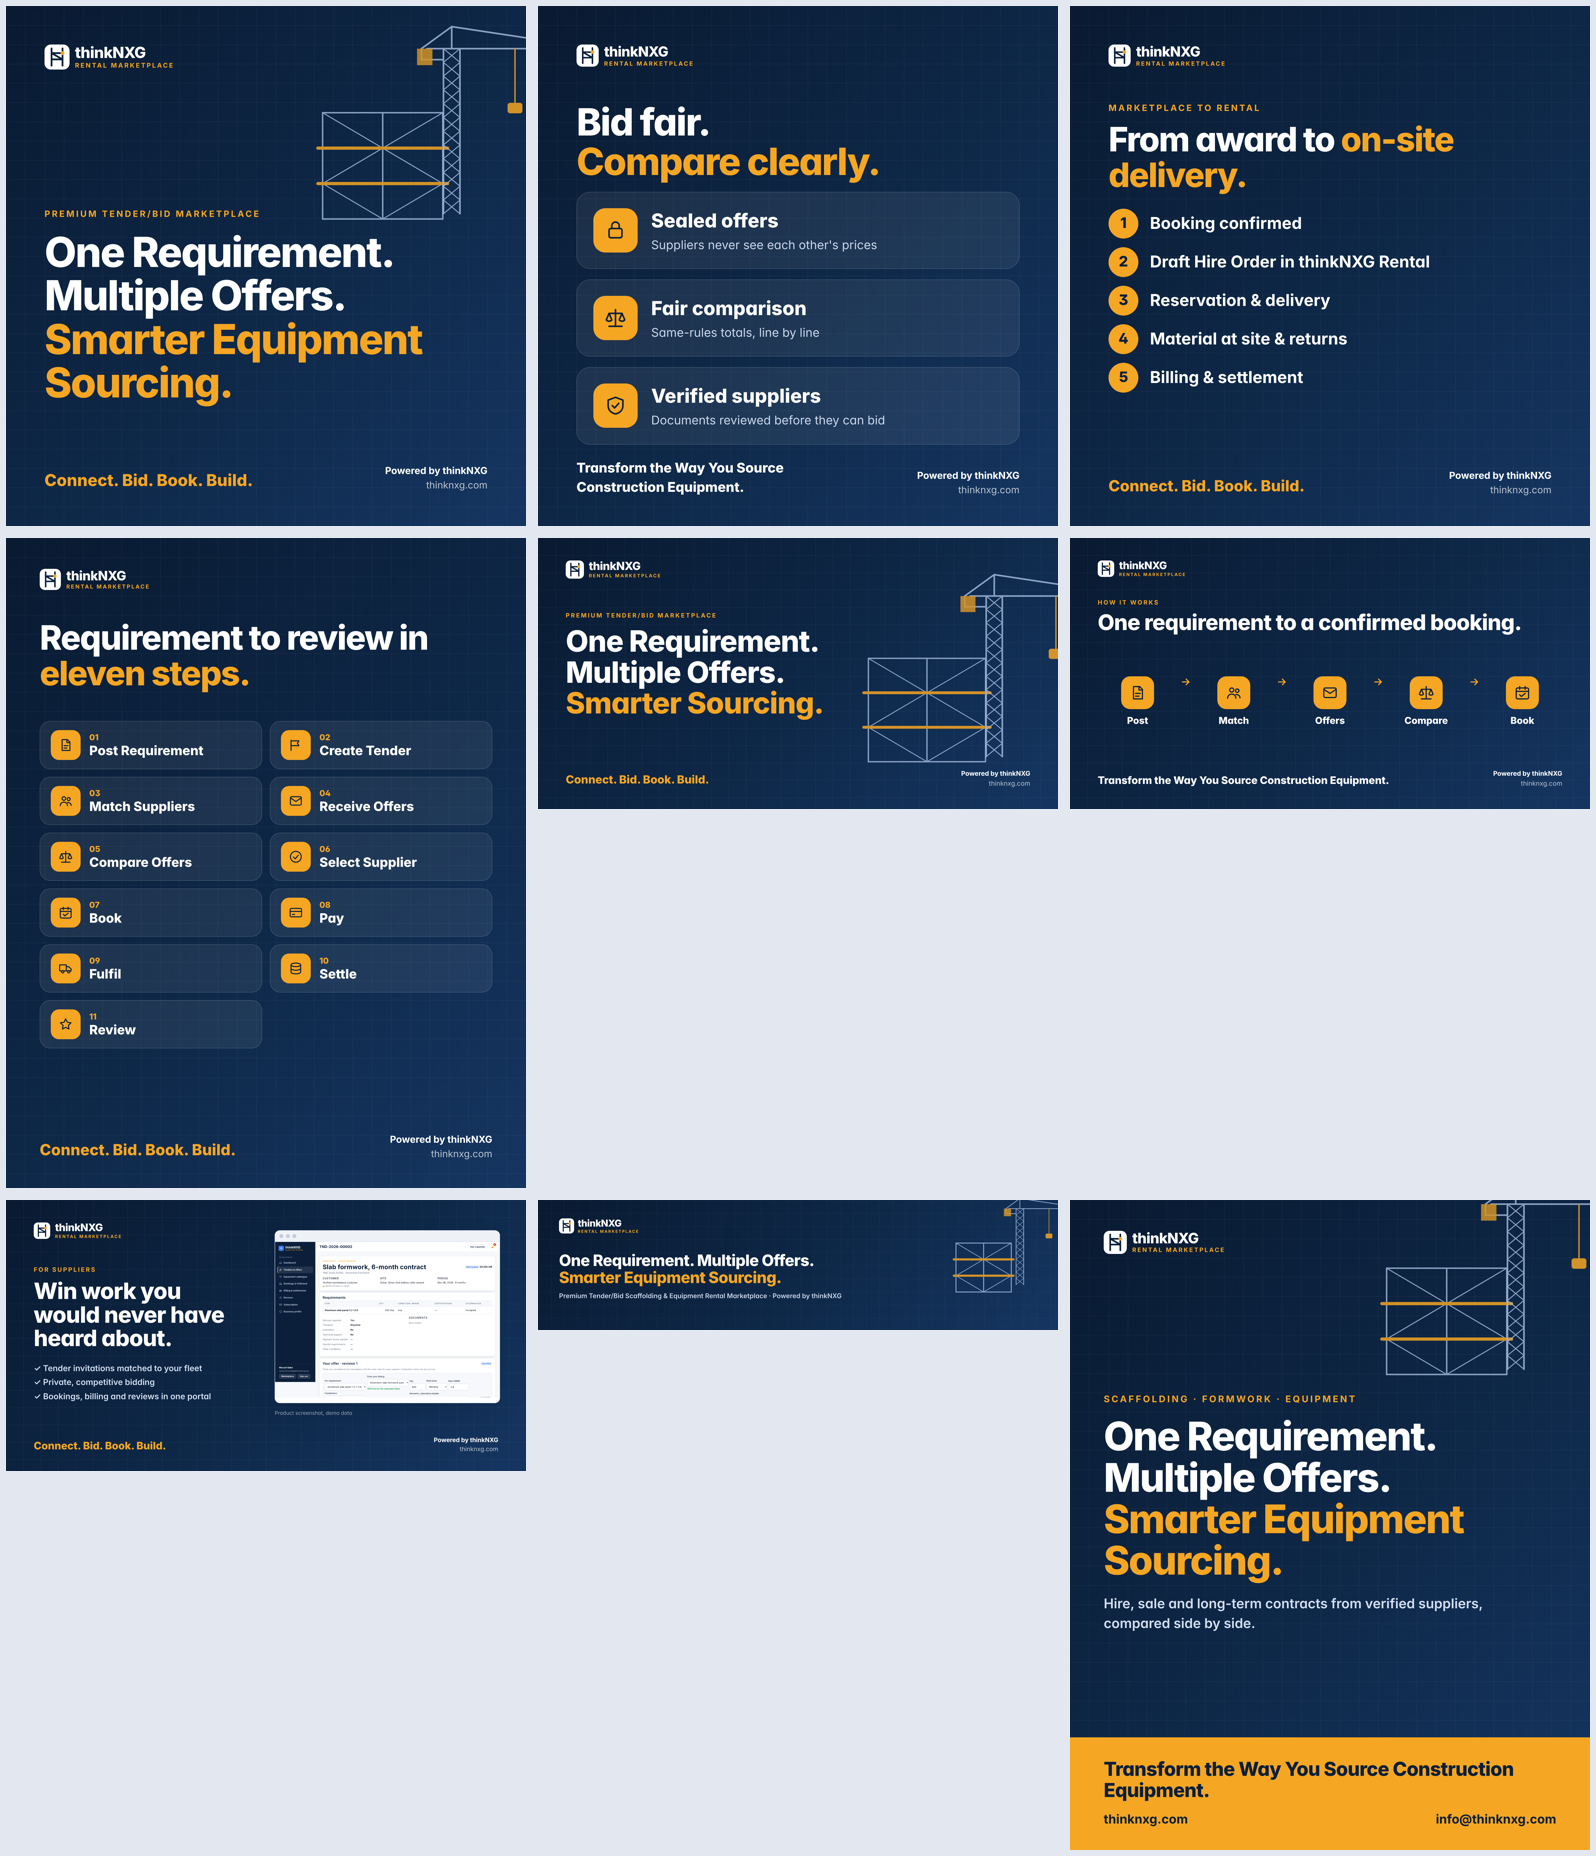 thinkNXG
RENTAL MARKETPLACE
PREMIUM TENDER/BID MARKETPLACE
One Requirement.
Multiple Offers.
Smarter Equipment
Sourcing.
Connect. Bid. Book. Build.
Powered by thinkNXG
thinknxg.com
thinkNXG
RENTAL MARKETPLACE
Bid fair.
Compare clearly.
Sealed offers
Suppliers never see each other's prices
Fair comparison
Same-rules totals, line by line
Verified suppliers
Documents reviewed before they can bid
Transform the Way You Source
Construction Equipment.
Powered by thinkNXG
thinknxg.com
thinkNXG
RENTAL MARKETPLACE
MARKETPLACE TO RENTAL
From award to on-site
delivery.
1 Booking confirmed
2 Draft Hire Order in thinkNXG Rental
3 Reservation & delivery
4 Material at site & returns
5 Billing & settlement
Connect. Bid. Book. Build.
Powered by thinkNXG
thinknxg.com
thinkNXG
RENTAL MARKETPLACE
Requirement to review in
eleven steps.
01
Post Requirement
02
Create Tender
03
Match Suppliers
04
Receive Offers
05
Compare Offers
06
Select Supplier
07
Book
08
Pay
09
Fulfil
10
Settle
11
Review
Connect. Bid. Book. Build.
Powered by thinkNXG
thinknxg.com
thinkNXG
RENTAL MARKETPLACE
PREMIUM TENDER/BID MARKETPLACE
One Requirement.
Multiple Offers.
Smarter Sourcing.
Connect. Bid. Book. Build.
Powered by thinkNXG
thinknxg.com
thinkNXG
RENTAL MARKETPLACE
HOW IT WORKS
One requirement to a confirmed booking.
Post → Match → Offers → Compare → Book
Transform the Way You Source Construction Equipment.
Powered by thinkNXG
thinknxg.com
thinkNXG
RENTAL MARKETPLACE
FOR SUPPLIERS
Win work you
would never have
heard about.
✓ Tender invitations matched to your fleet
✓ Private, competitive bidding
✓ Bookings, billing and reviews in one portal
TND-2026-00002
Slab formwork, 6-month contract
Requirements
Your offer · revision 1
Product screenshot, demo data
Connect. Bid. Book. Build.
Powered by thinkNXG
thinknxg.com
thinkNXG
RENTAL MARKETPLACE
One Requirement. Multiple Offers.
Smarter Equipment Sourcing.
Premium Tender/Bid Scaffolding & Equipment Rental Marketplace · Powered by thinkNXG
thinkNXG
RENTAL MARKETPLACE
SCAFFOLDING · FORMWORK · EQUIPMENT
One Requirement.
Multiple Offers.
Smarter Equipment
Sourcing.
Hire, sale and long-term contracts from verified suppliers,
compared side by side.
Transform the Way You Source Construction
Equipment.
thinknxg.com
info@thinknxg.com